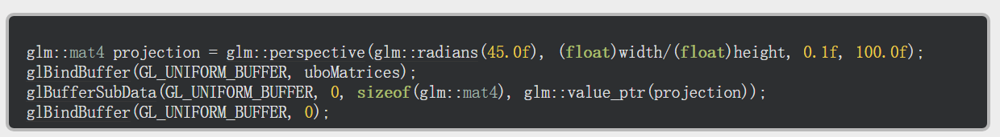 glm::mat4 projection = glm::perspective(glm::radians(45.0f), (float)width/(float)height, 0.1f, 100.0f);
glBindBuffer(GL_UNIFORM_BUFFER, uboMatrices);
glBufferSubData(GL_UNIFORM_BUFFER, 0, sizeof(glm::mat4), glm::value_ptr(projection));
glBindBuffer(GL_UNIFORM_BUFFER, 0);